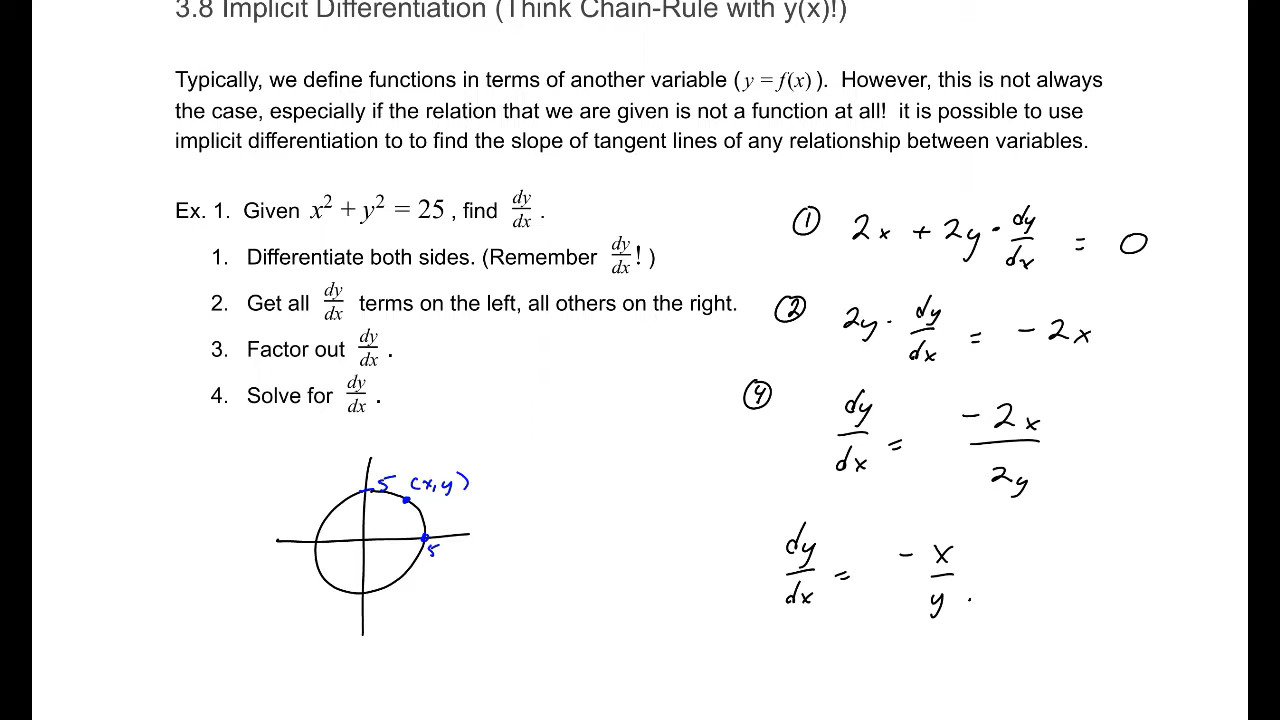 3.8 Implicit Differentiation (Think Chain-Rule with y(x)!)
Typically, we define functions in terms of another variable ( y = f(x) ).  However, this is not always
the case, especially if the relation that we are given is not a function at all!  it is possible to use
implicit differentiation to to find the slope of tangent lines of any relationship between variables.
Ex. 1.  Given x² + y² = 25 , find dy/dx .
1.  Differentiate both sides. (Remember dy/dx ! )
2.  Get all dy/dx terms on the left, all others on the right.
3.  Factor out dy/dx .
4.  Solve for dy/dx .
① 2x + 2y · dy/dx = 0
② 2y · dy/dx = - 2x
④ dy/dx = - 2x / 2y
dy/dx = - x/y .
5 (x,y)
5